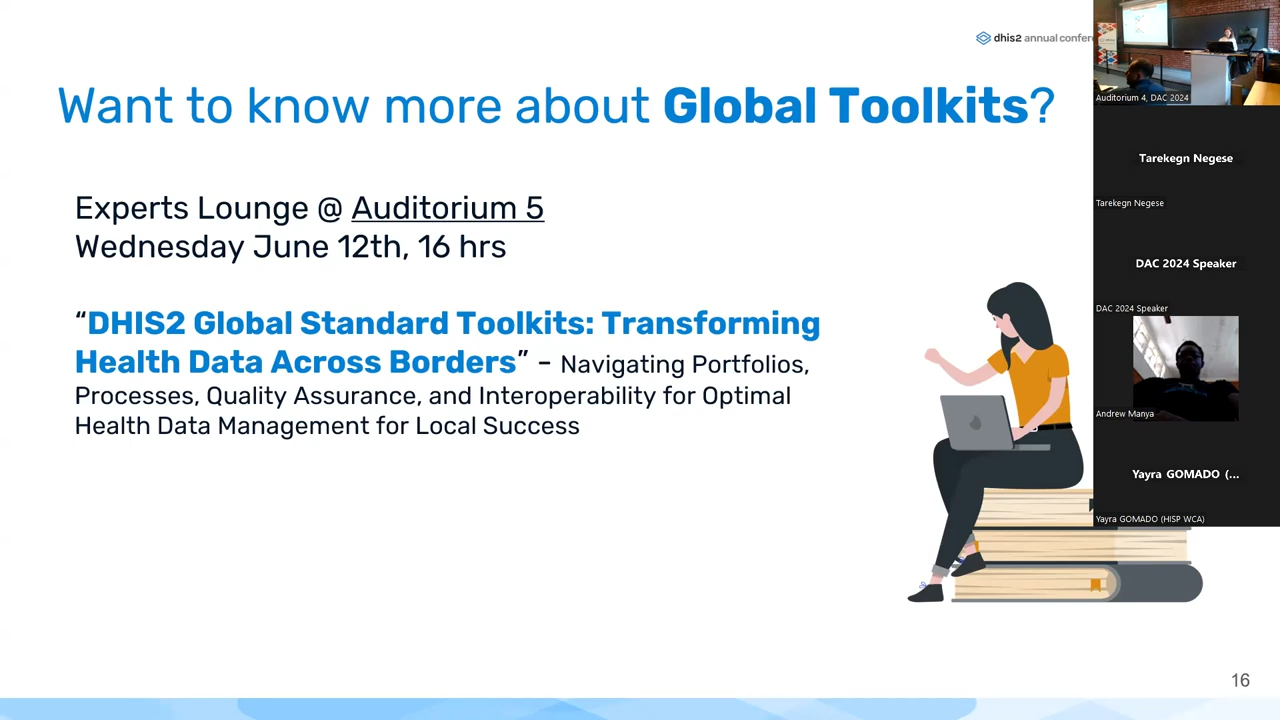 dhis2 annual confer
Want to know more about Global Toolkits?
Experts Lounge @ Auditorium 5
Wednesday June 12th, 16 hrs
“DHIS2 Global Standard Toolkits: Transforming
Health Data Across Borders” – Navigating Portfolios,
Processes, Quality Assurance, and Interoperability for Optimal
Health Data Management for Local Success
16
Auditorium 4, DAC 2024
Tarekegn Negese
Tarekegn Negese
DAC 2024 Speaker
DAC 2024 Speaker
Andrew Manya
Yayra GOMADO (...
Yayra GOMADO (HISP WCA)